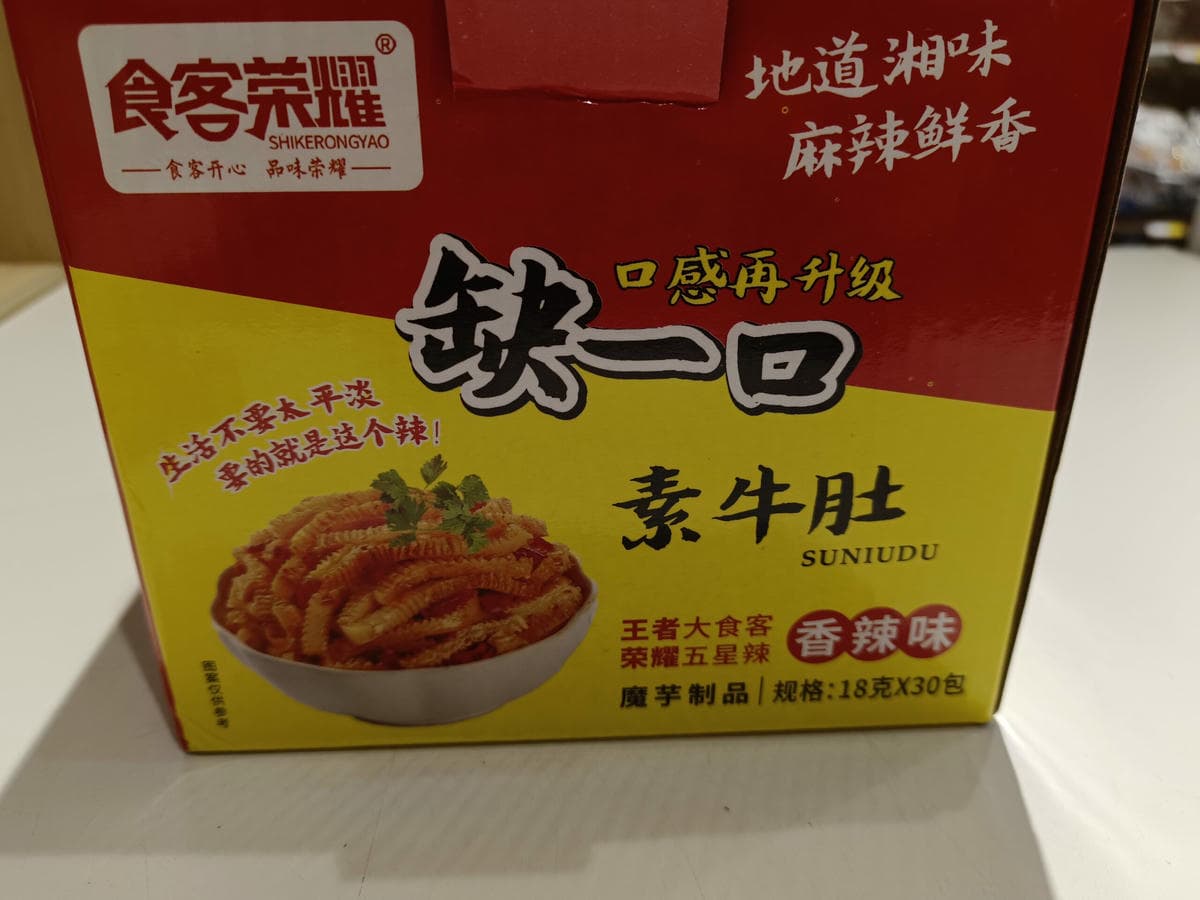 食客荣耀®
SHIKERONGYAO
食客开心 品味荣耀
地道湘味
麻辣鲜香
口感再升级
缺一口
生活不要太平淡
要的就是这个辣!
素牛肚
SUNIUDU
王者大食客
荣耀五星辣
香辣味
魔芋制品|规格:18克X30包
图案仅供参考